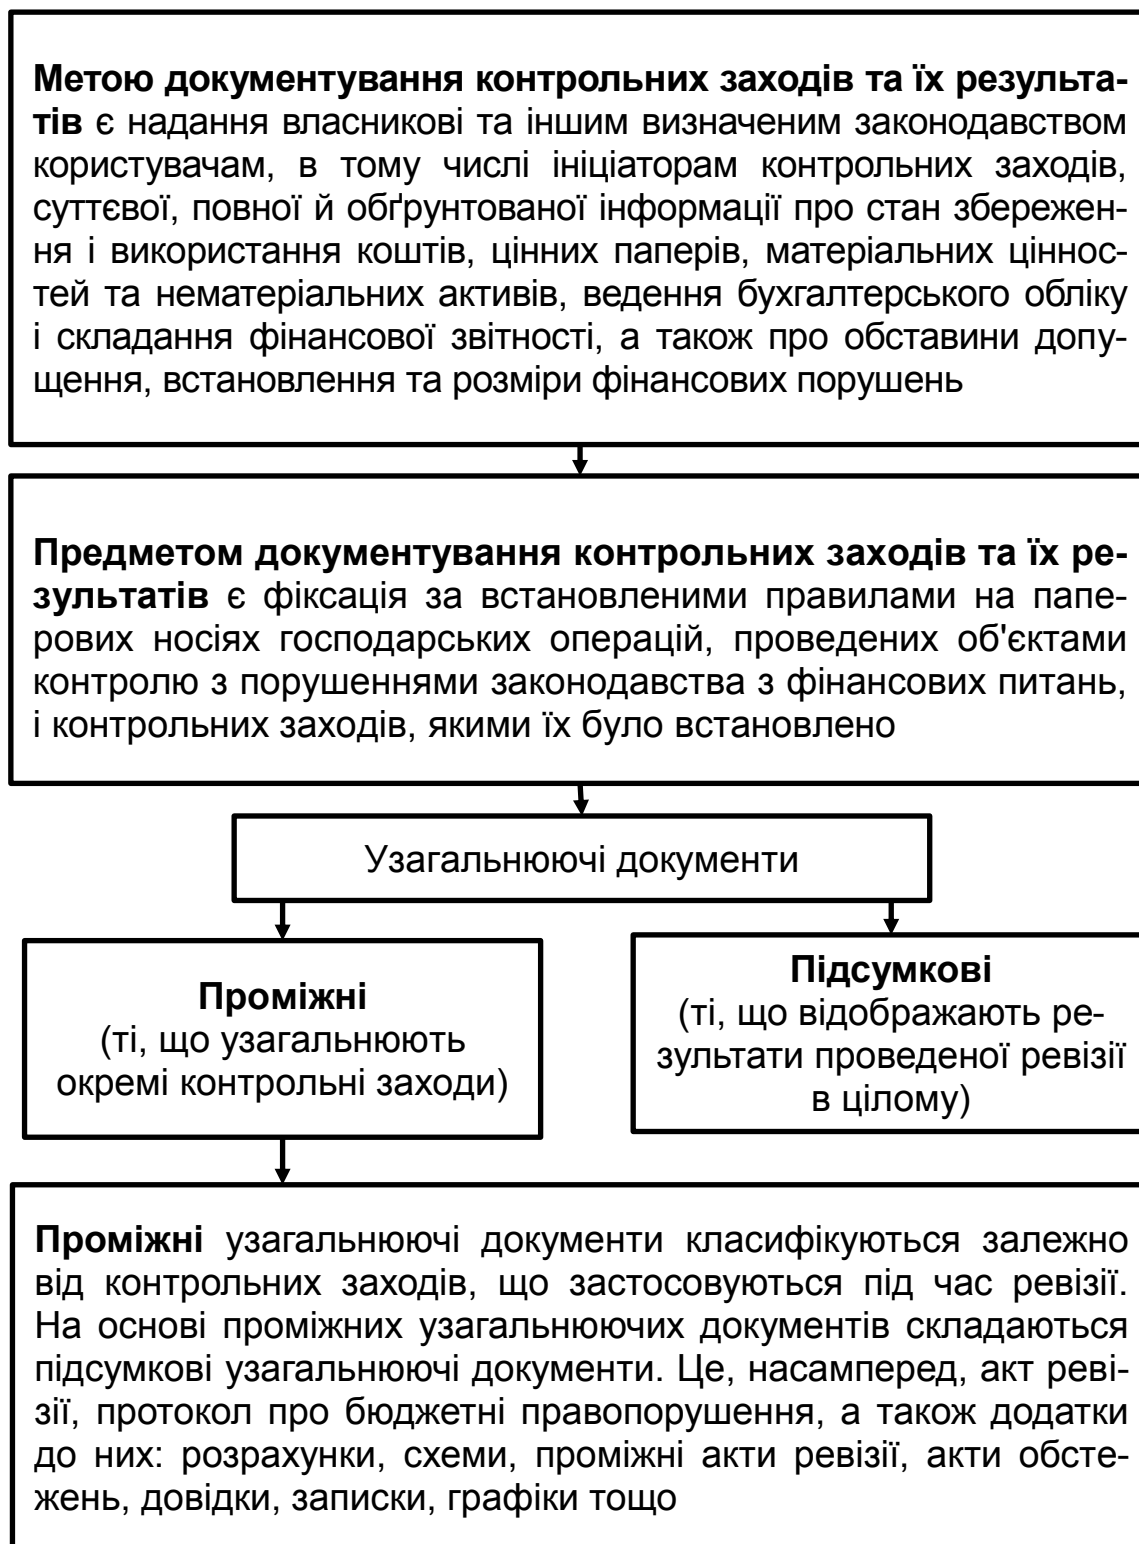 Метою документування контрольних заходів та їх результа-
тів є надання власникові та іншим визначеним законодавством
користувачам, в тому числі ініціаторам контрольних заходів,
суттєвої, повної й обґрунтованої інформації про стан збережен-
ня і використання коштів, цінних паперів, матеріальних ціннос-
тей та нематеріальних активів, ведення бухгалтерського обліку
і складання фінансової звітності, а також про обставини допу-
щення, встановлення та розміри фінансових порушень
Предметом документування контрольних заходів та їх ре-
зультатів є фіксація за встановленими правилами на папе-
рових носіях господарських операцій, проведених об'єктами
контролю з порушеннями законодавства з фінансових питань,
і контрольних заходів, якими їх було встановлено
Узагальнюючі документи
Проміжні
(ті, що узагальнюють
окремі контрольні заходи)
Підсумкові
(ті, що відображають ре-
зультати проведеної ревізії
в цілому)
Проміжні узагальнюючі документи класифікуються залежно
від контрольних заходів, що застосовуються під час ревізії.
На основі проміжних узагальнюючих документів складаються
підсумкові узагальнюючі документи. Це, насамперед, акт реві-
зії, протокол про бюджетні правопорушення, а також додатки
до них: розрахунки, схеми, проміжні акти ревізії, акти обсте-
жень, довідки, записки, графіки тощо